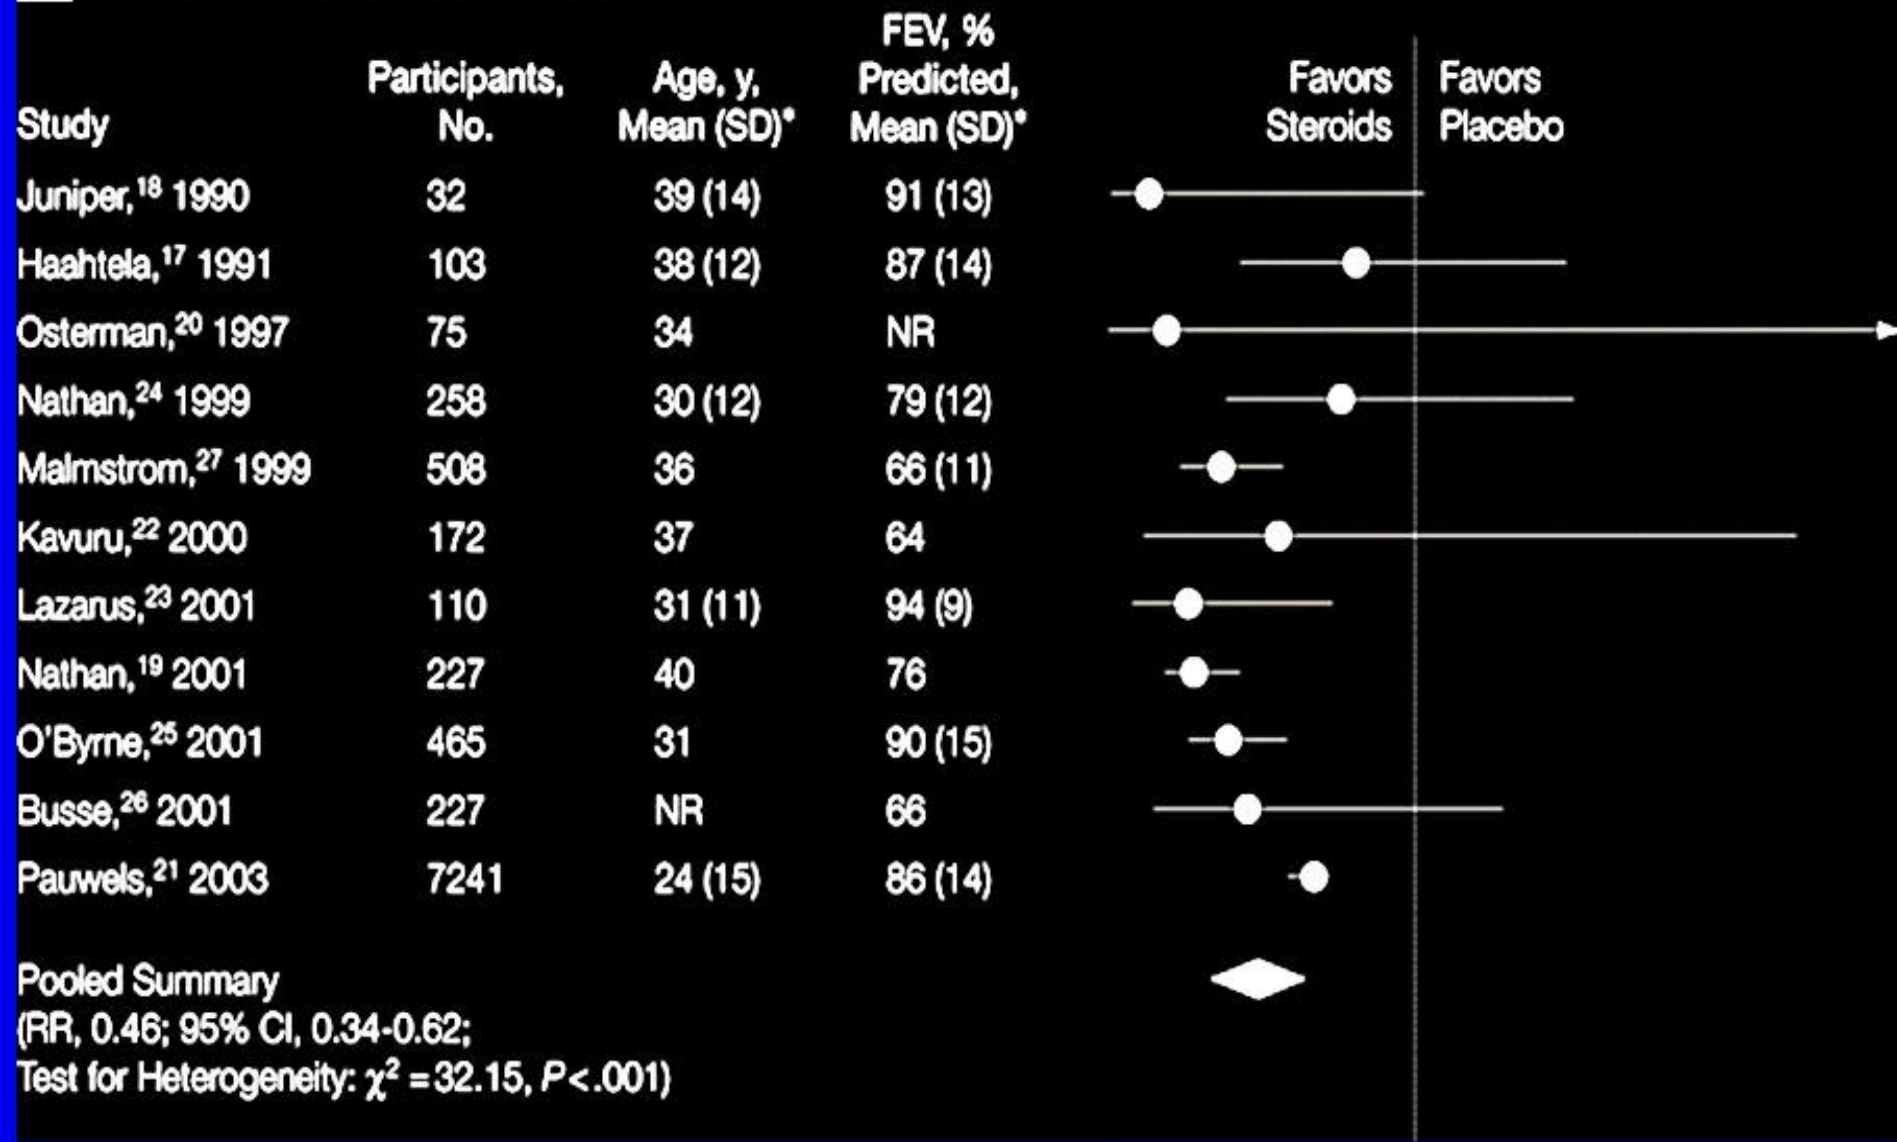 FEV, %
Participants, Age, y, Predicted, Favors Favors
Study No. Mean (SD)* Mean (SD)* Steroids Placebo
Juniper,18 1990 32 39 (14) 91 (13)
Haahtela,17 1991 103 38 (12) 87 (14)
Osterman,20 1997 75 34 NR
Nathan,24 1999 258 30 (12) 79 (12)
Malmstrom,27 1999 508 36 66 (11)
Kavuru,22 2000 172 37 64
Lazarus,23 2001 110 31 (11) 94 (9)
Nathan,19 2001 227 40 76
O'Byrne,25 2001 465 31 90 (15)
Busse,26 2001 227 NR 66
Pauwels,21 2003 7241 24 (15) 86 (14)
Pooled Summary
(RR, 0.46; 95% CI, 0.34-0.62;
Test for Heterogeneity: χ2 =32.15, P<.001)